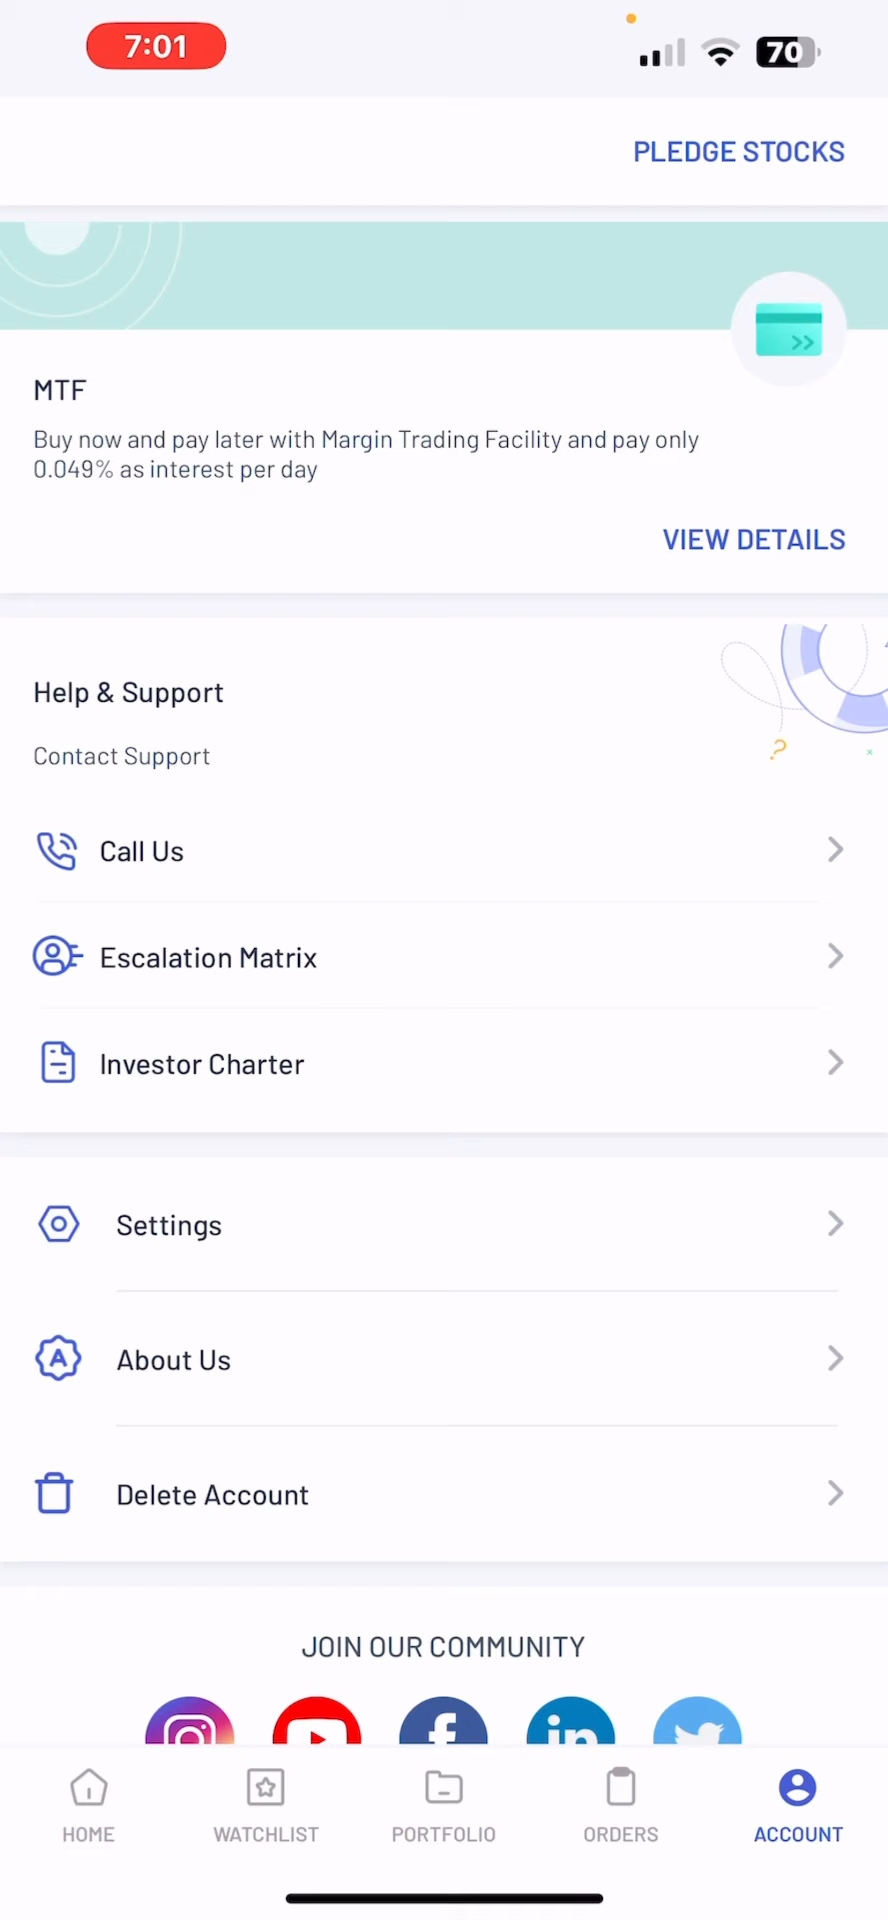 7:01
70
PLEDGE STOCKS
MTF
Buy now and pay later with Margin Trading Facility and pay only
0.049% as interest per day
VIEW DETAILS
Help & Support
Contact Support
Call Us
Escalation Matrix
Investor Charter
Settings
About Us
Delete Account
JOIN OUR COMMUNITY
HOME
WATCHLIST
PORTFOLIO
ORDERS
ACCOUNT